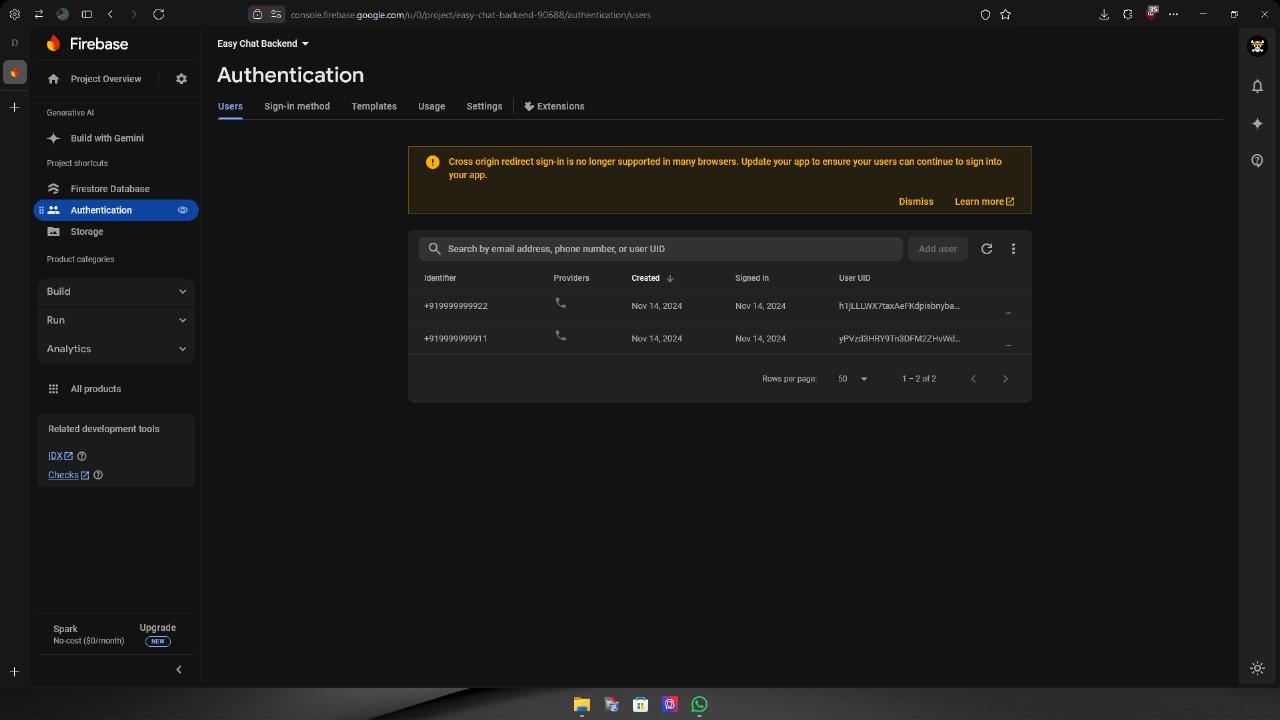 console.firebase.google.com/u/0/project/easy-chat-backend-90688/authentication/users
35
D
Firebase
Project Overview
Generative AI
Build with Gemini
Project shortcuts
Firestore Database
Authentication
Storage
Product categories
Build
Run
Analytics
All products
Related development tools
IDX
Checks
Spark
No-cost ($0/month)
Upgrade
NEW
Easy Chat Backend
Authentication
Users Sign-in method Templates Usage Settings Extensions
Cross origin redirect sign-in is no longer supported in many browsers. Update your app to ensure your users can continue to sign into
your app.
Dismiss Learn more
Search by email address, phone number, or user UID Add user
Identifier Providers Created Signed In User UID
+919999999922 Nov 14, 2024 Nov 14, 2024 h1jLLLWX7taxAeFKdpisbnyba...
+919999999911 Nov 14, 2024 Nov 14, 2024 yPVzd3HRY9Tn3DFM2ZHvWd...
Rows per page: 50 1 – 2 of 2